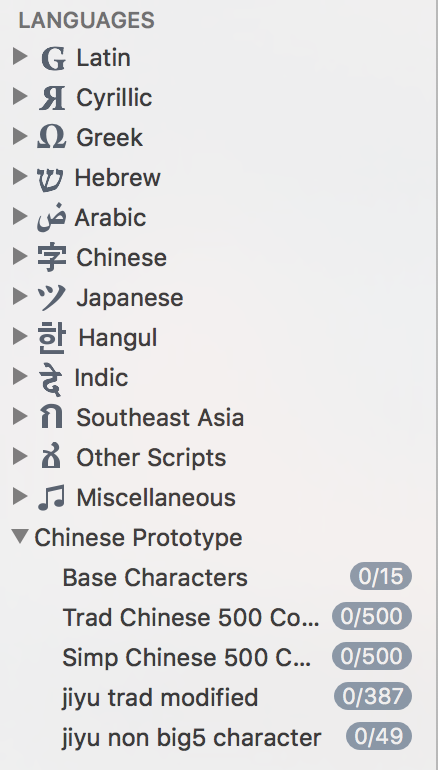 LANGUAGES
G Latin
Я Cyrillic
Ω Greek
ש Hebrew
ض Arabic
字 Chinese
ツ Japanese
한 Hangul
दे Indic
ก Southeast Asia
Other Scripts
♫ Miscellaneous
Chinese Prototype
Base Characters 0/15
Trad Chinese 500 Co... 0/500
Simp Chinese 500 C... 0/500
jiyu trad modified 0/387
jiyu non big5 character 0/49